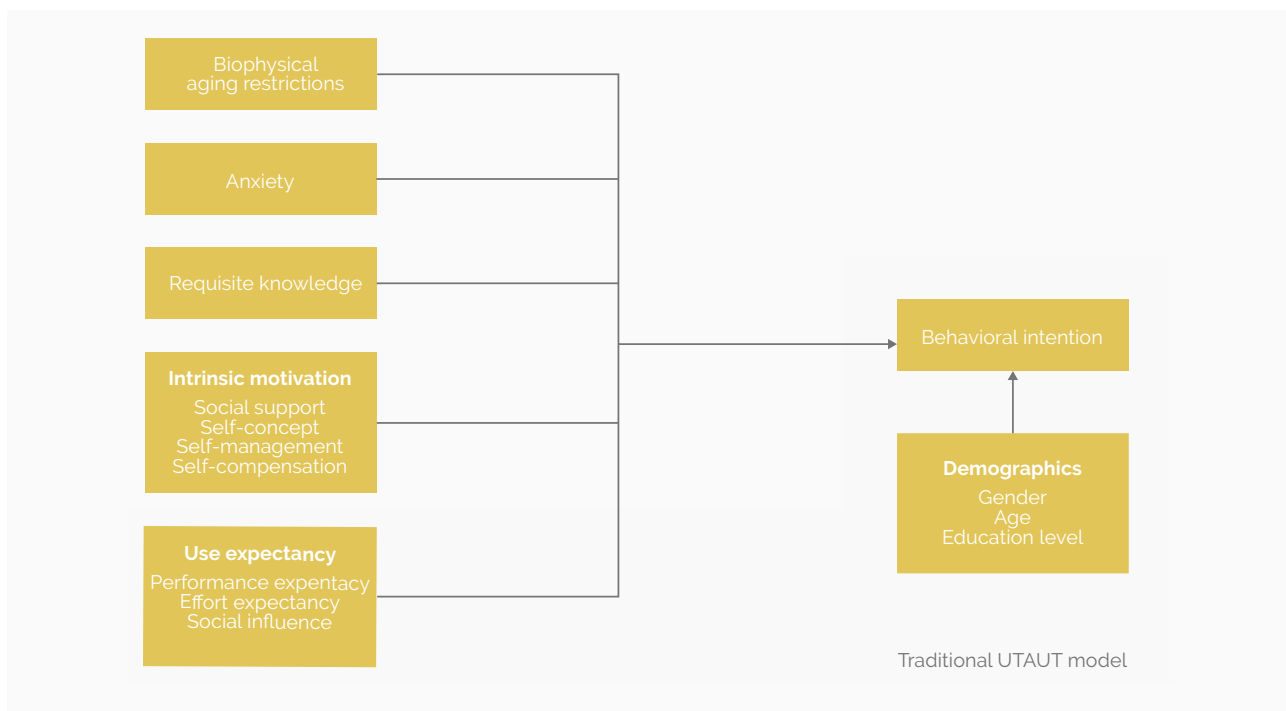 Biophysical
aging restrictions
Anxiety
Requisite knowledge
Intrinsic motivation
Social support
Self-concept
Self-management
Self-compensation
Use expectancy
Performance expentacy
Effort expectancy
Social influence
Behavioral intention
Demographics
Gender
Age
Education level
Traditional UTAUT model